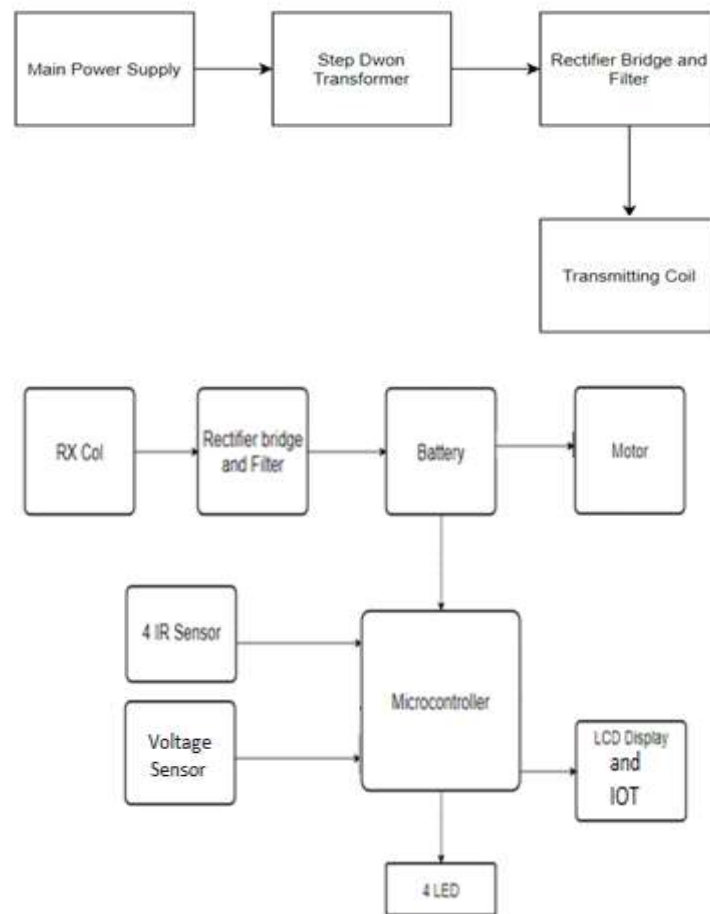 Main Power Supply
Step Dwon
Transformer
Rectifier Bridge and
Filter
Transmitting Coil
RX Col
Rectifier bridge
and Filter
Battery
Motor
4 IR Sensor
Microcontroller
Voltage
Sensor
LCD Display
and
IOT
4 LED